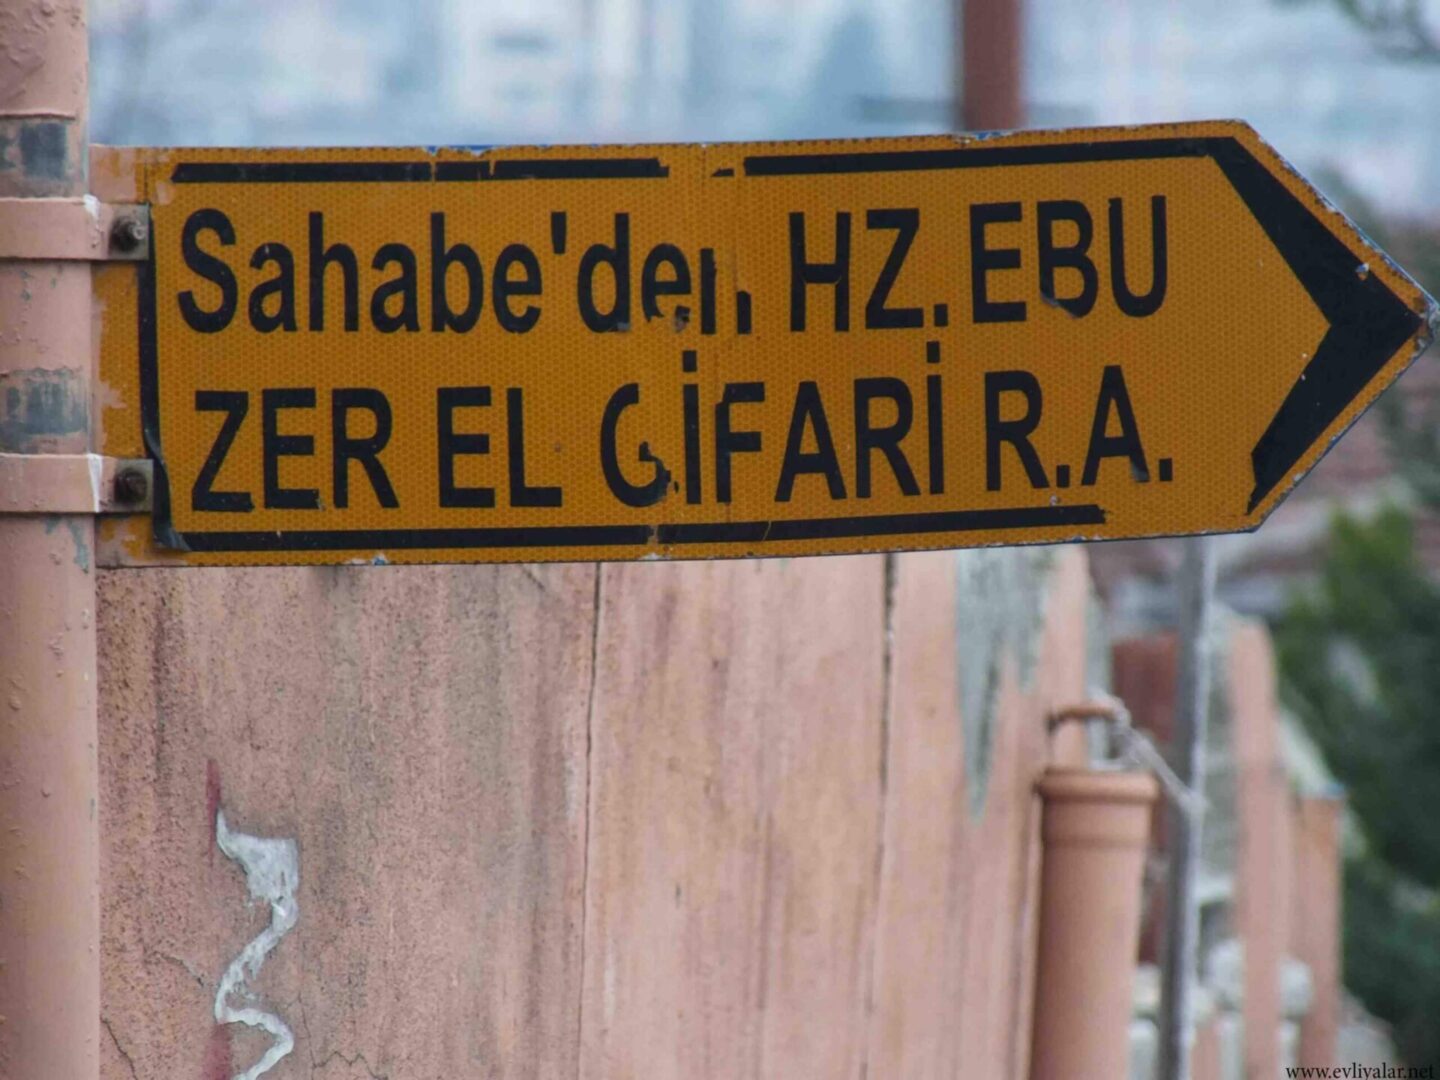 Sahabe'den HZ. EBU
ZER EL GİFARİ R.A.
www.evliyalar.net